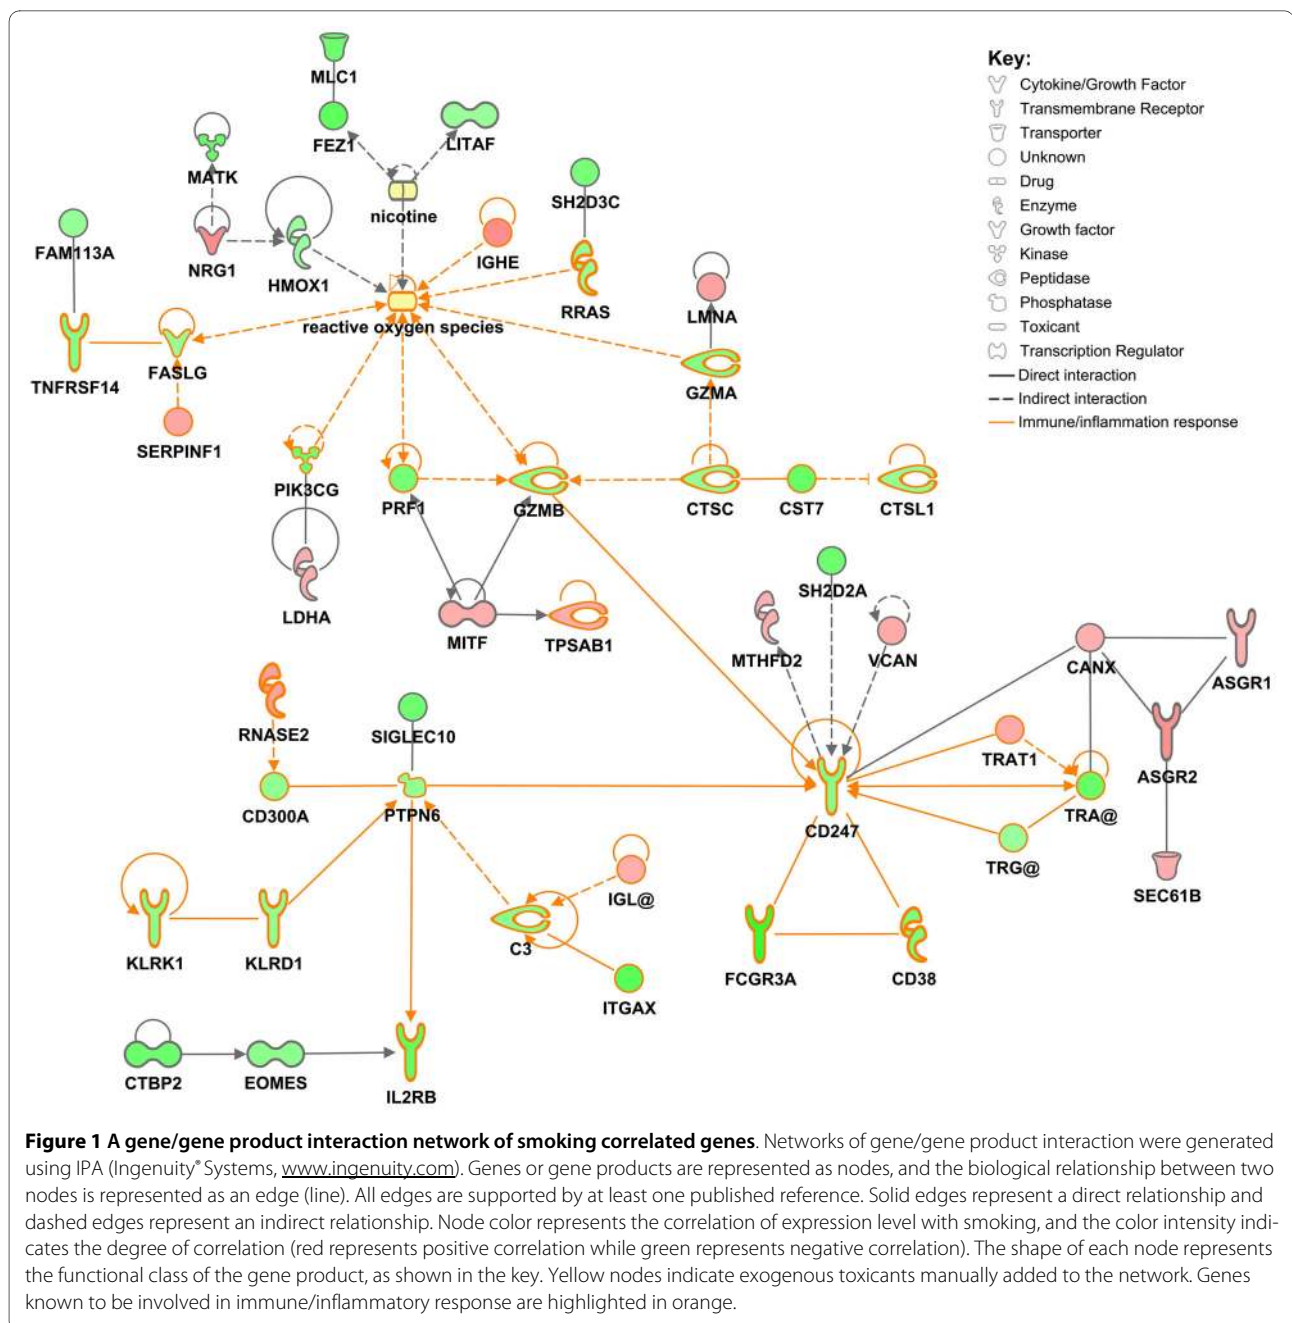 MLC1
FEZ1
LITAF
MATK
nicotine
SH2D3C
FAM113A
NRG1
HMOX1
IGHE
RRAS
LMNA
reactive oxygen species
TNFRSF14
FASLG
GZMA
SERPINF1
PIK3CG
PRF1
GZMB
CTSC
CST7
CTSL1
LDHA
MITF
TPSAB1
SH2D2A
MTHFD2
VCAN
CANX
ASGR1
RNASE2
SIGLEC10
TRAT1
ASGR2
CD300A
PTPN6
CD247
TRA@
TRG@
SEC61B
IGL@
KLRK1
KLRD1
C3
FCGR3A
CD38
ITGAX
CTBP2
EOMES
IL2RB
Key:
Cytokine/Growth Factor
Transmembrane Receptor
Transporter
Unknown
Drug
Enzyme
Growth factor
Kinase
Peptidase
Phosphatase
Toxicant
Transcription Regulator
Direct interaction
Indirect interaction
Immune/inflammation response
Figure 1 A gene/gene product interaction network of smoking correlated genes. Networks of gene/gene product interaction were generated
using IPA (Ingenuity® Systems, www.ingenuity.com). Genes or gene products are represented as nodes, and the biological relationship between two
nodes is represented as an edge (line). All edges are supported by at least one published reference. Solid edges represent a direct relationship and
dashed edges represent an indirect relationship. Node color represents the correlation of expression level with smoking, and the color intensity indi-
cates the degree of correlation (red represents positive correlation while green represents negative correlation). The shape of each node represents
the functional class of the gene product, as shown in the key. Yellow nodes indicate exogenous toxicants manually added to the network. Genes
known to be involved in immune/inflammatory response are highlighted in orange.